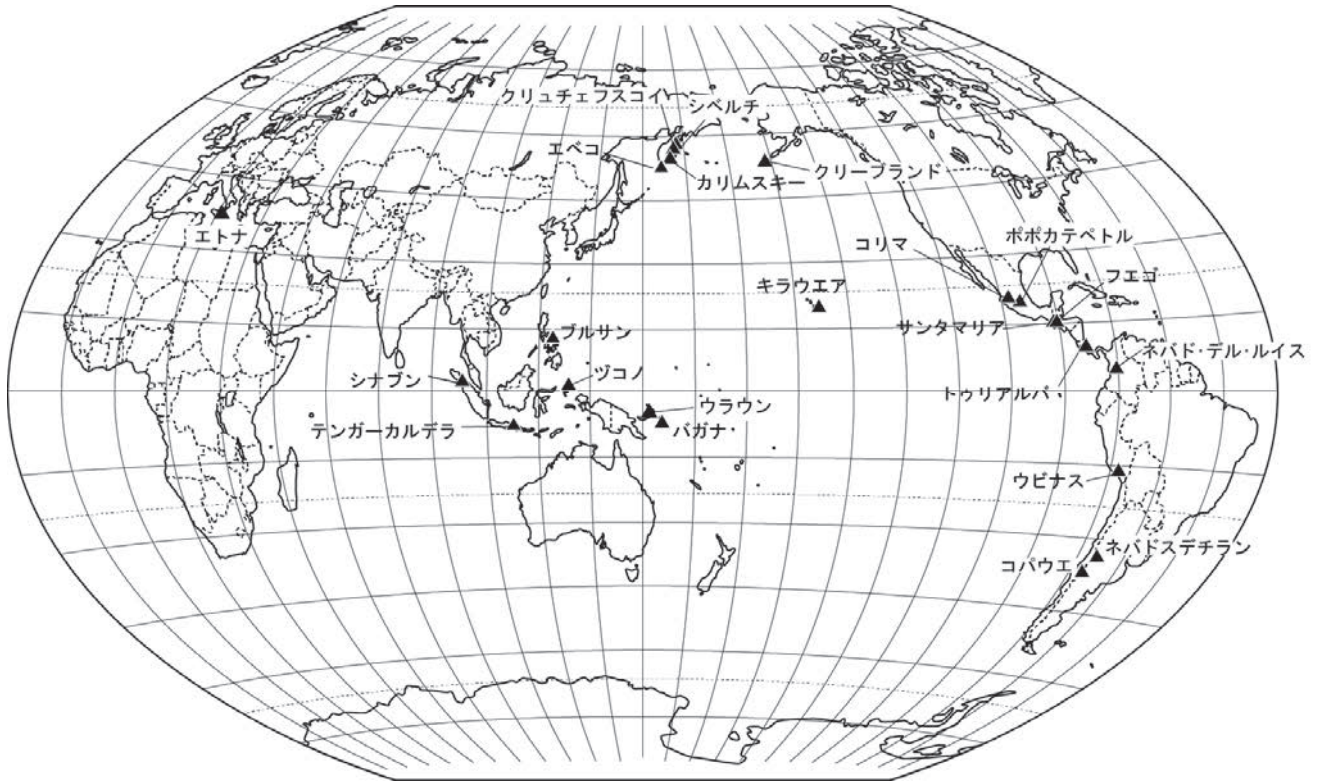 クリュチェフスコイ
シベルチ
エベコ
カリムスキー
クリーブランド
エトナ
コリマ
ポポカテペトル
フエゴ
キラウエア
サンタマリア
ブルサン
ネバド・デル・ルイス
シナブン
ヅコノ
トゥリアルバ
ウラウン
テンガーカルデラ
バガナ
ウビナス
ネバドスデチラン
コパウエ